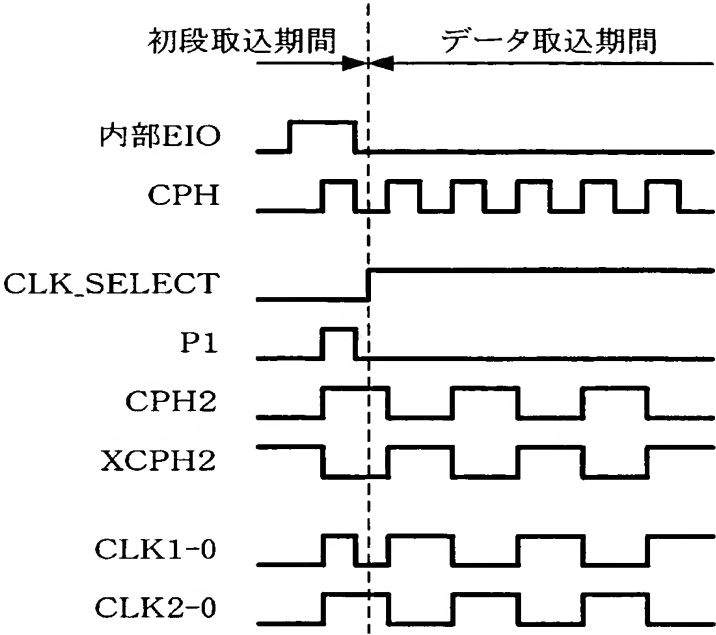 初段取込期間 データ取込期間
内部EIO
CPH
CLK_SELECT
P1
CPH2
XCPH2
CLK1-0
CLK2-0